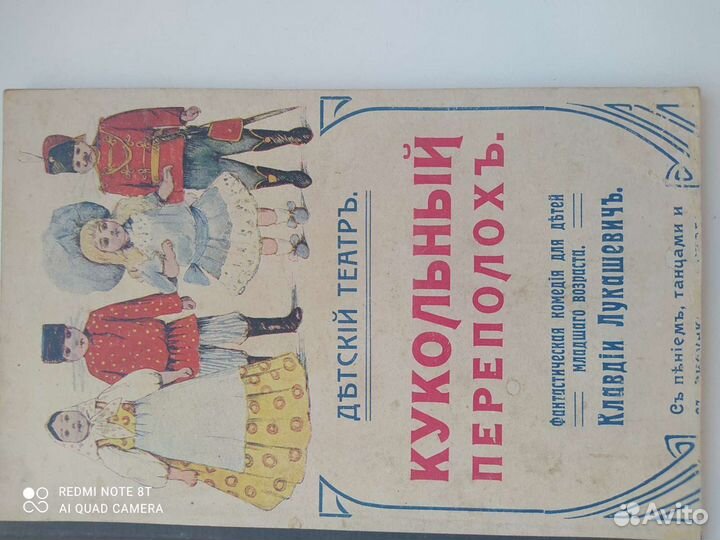 ДѢТСКІЙ ТЕАТРЪ.
КУКОЛЬНЫЙ
ПЕРЕПОЛОХЪ.
Фантастическая комедія для дѣтей
младшаго возраста.
Клавдіи Лукашевичъ.
Съ пѣніемъ, танцами и
REDMI NOTE 8T
AI QUAD CAMERA
Avito